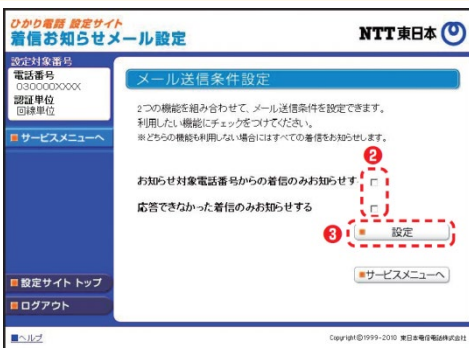 ひかり電話 設定サイト
着信お知らせメール設定
NTT東日本
設定対象番号
電話番号
030000XXXX
認証単位
回線単位
サービスメニューへ
設定サイト トップ
ログアウト
ヘルプ
メール送信条件設定
2つの機能を組み合わせて、メール送信条件を設定できます。
利用したい機能にチェックをつけてください。
※どちらの機能も利用しない場合にはすべての着信をお知らせします。
❷
お知らせ対象電話番号からの着信のみお知らせす
応答できなかった着信のみお知らせする
❸
設定
サービスメニューへ
Copyright©1999-2010 東日本電信電話株式会社